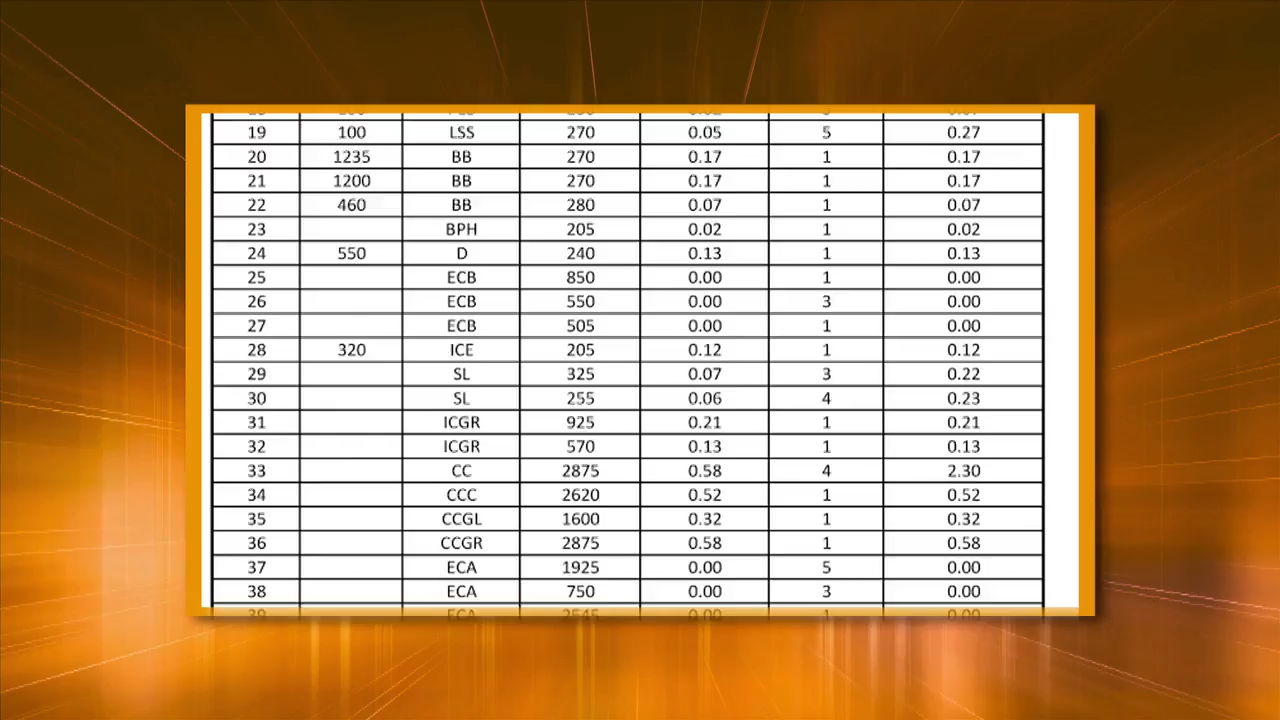 19 100 LSS 270 0.05 5 0.27
20 1235 BB 270 0.17 1 0.17
21 1200 BB 270 0.17 1 0.17
22 460 BB 280 0.07 1 0.07
23 BPH 205 0.02 1 0.02
24 550 D 240 0.13 1 0.13
25 ECB 850 0.00 1 0.00
26 ECB 550 0.00 3 0.00
27 ECB 505 0.00 1 0.00
28 320 ICE 205 0.12 1 0.12
29 SL 325 0.07 3 0.22
30 SL 255 0.06 4 0.23
31 ICGR 925 0.21 1 0.21
32 ICGR 570 0.13 1 0.13
33 CC 2875 0.58 4 2.30
34 CCC 2620 0.52 1 0.52
35 CCGL 1600 0.32 1 0.32
36 CCGR 2875 0.58 1 0.58
37 ECA 1925 0.00 5 0.00
38 ECA 750 0.00 3 0.00
39 ECA 2545 0.00 1 0.00